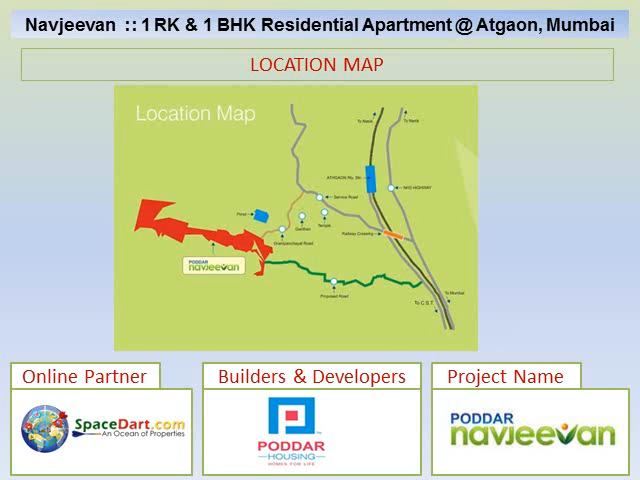 Navjeevan :: 1 RK & 1 BHK Residential Apartment @ Atgaon, Mumbai
LOCATION MAP
Location Map
To Nasik
To Nasik
ATHGAON Rly. Stn.
NH3 HIGHWAY
Service Road
Pond
Temple
Ganthan
Railway Crossing
Grampanchayat Road
PODDAR
navjeevan
Proposed Road
To Mumbai
To C.S.T.
Online Partner
Builders & Developers
Project Name
SpaceDart.com
An Ocean of Properties
PODDAR
HOUSING
HOMES FOR LIFE
PODDAR
navjeevan